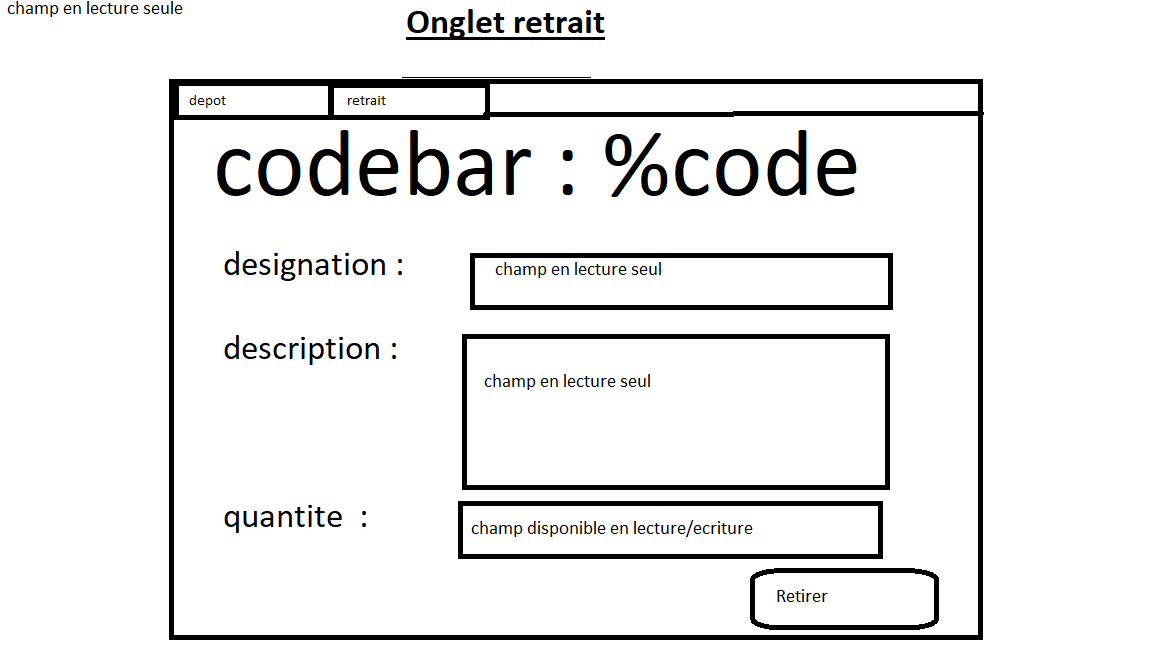 champ en lecture seule
Onglet retrait
depot
retrait
codebar : %code
designation :
champ en lecture seul
description :
champ en lecture seul
quantite  :
champ disponible en lecture/ecriture
Retirer